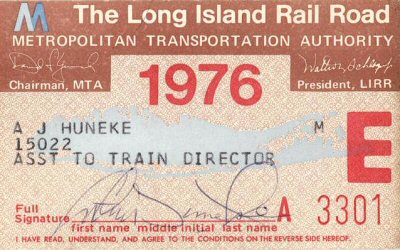 M The Long Island Rail Road
METROPOLITAN TRANSPORTATION AUTHORITY
Chairman, MTA
President, LIRR
1976
A J HUNEKE M
15022
ASST TO TRAIN DIRECTOR
E
Full
Signature
A 3301
first name middle initial last name
I HAVE READ, UNDERSTAND, AND AGREE TO THE CONDITIONS ON THE REVERSE SIDE HEREOF.